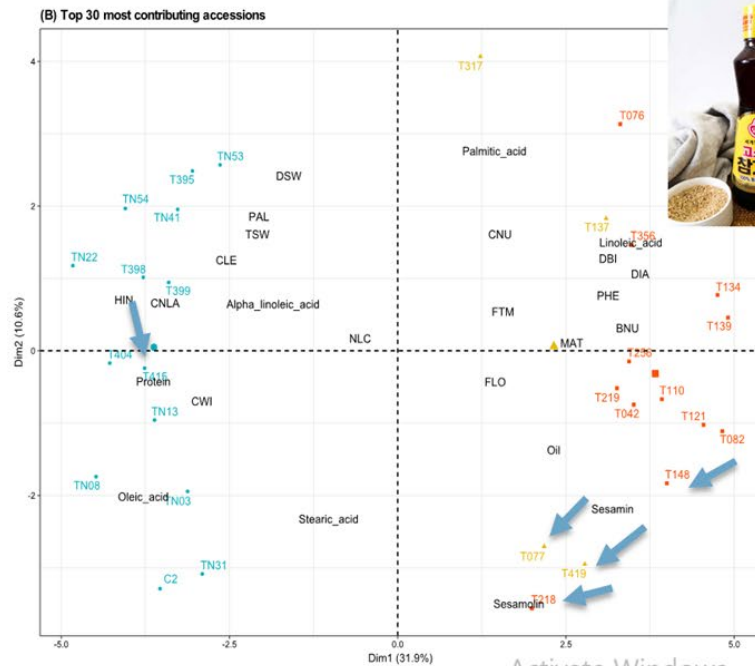 (B) Top 30 most contributing accessions
T317
T076
TN53
T395
DSW
Palmitic_acid
TN54
TN41
PAL
T137
TSW
CNU
T356
Linoleic_acid
TN22
CLE
DBI
T398
DIA
T399
HIN
CNLA
Alpha_linoleic_acid
PHE
T134
FTM
T139
NLC
BNU
MAT
T404
T256
T415
Protein
FLO
T219
T110
CWI
T042
TN13
T121
T082
Oil
TN08
T148
Oleic_acid
TN03
Sesamin
Stearic_acid
T077
TN31
T419
C2
T218
Sesamolin
4
2
0
-2
Dim2 (10.6%)
-5.0
-2.5
0.0
2.5
5.0
Dim1 (31.9%)